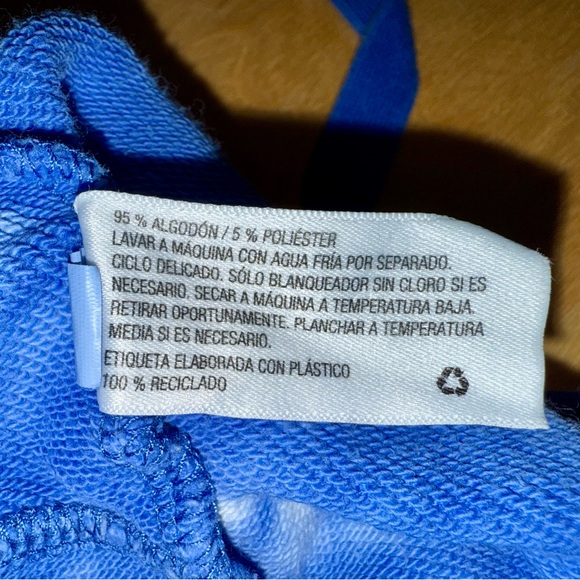 95 % ALGODÓN / 5 % POLIÉSTER
LAVAR A MÁQUINA CON AGUA FRÍA POR SEPARADO.
CICLO DELICADO. SÓLO BLANQUEADOR SIN CLORO SI ES
NECESARIO. SECAR A MÁQUINA A TEMPERATURA BAJA.
RETIRAR OPORTUNAMENTE. PLANCHAR A TEMPERATURA
MEDIA SI ES NECESARIO.
ETIQUETA ELABORADA CON PLÁSTICO
100 % RECICLADO